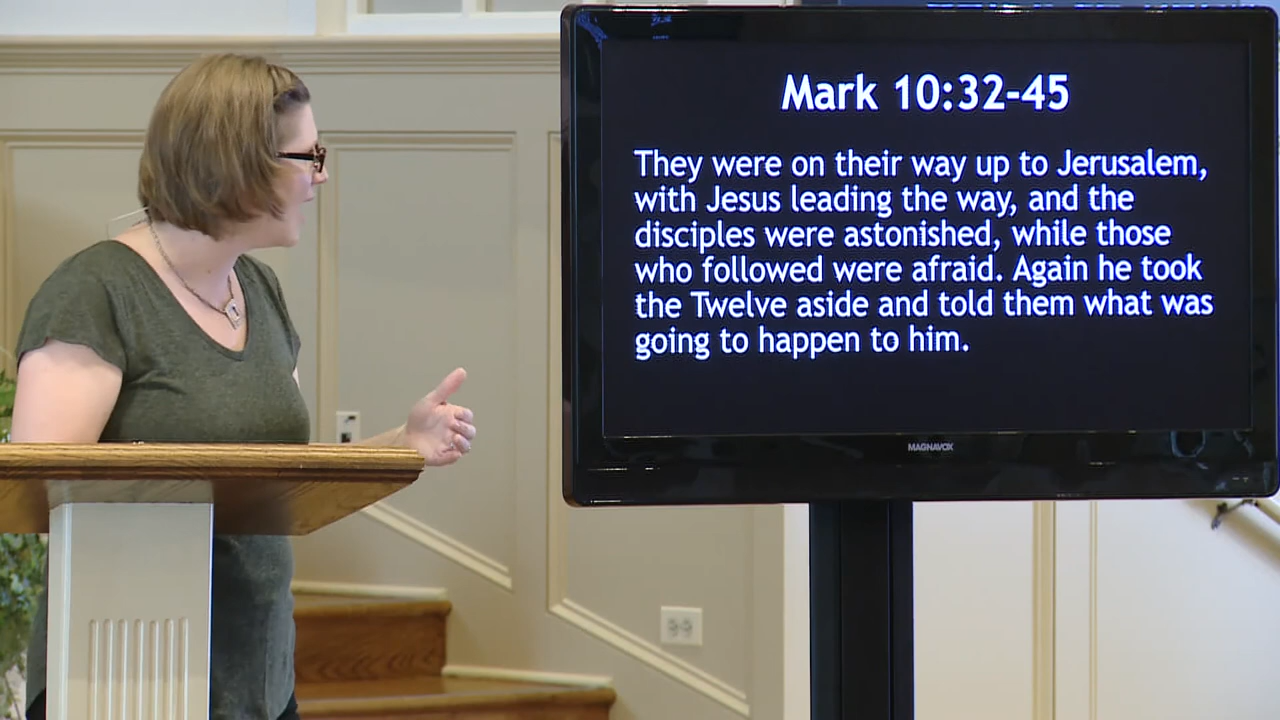 Mark 10:32-45
They were on their way up to Jerusalem,
with Jesus leading the way, and the
disciples were astonished, while those
who followed were afraid. Again he took
the Twelve aside and told them what was
going to happen to him.
MAGNAVOX